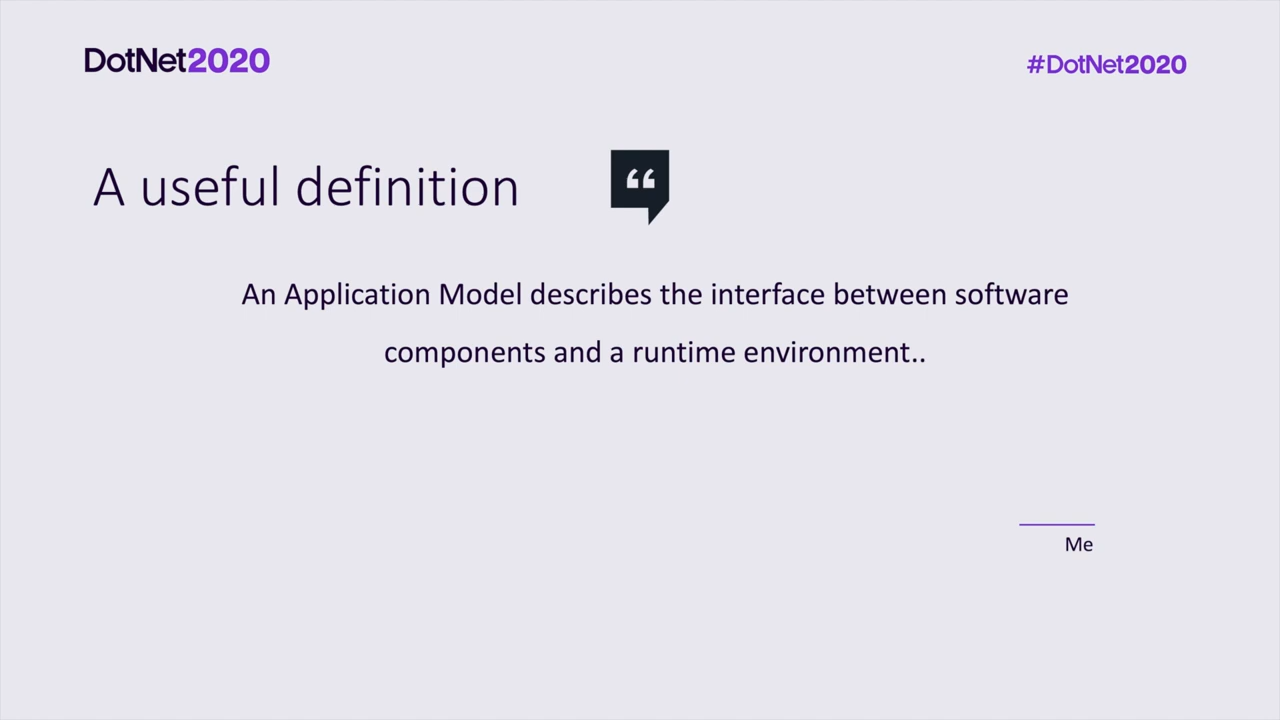 DotNet2020
#DotNet2020
A useful definition
“
An Application Model describes the interface between software
components and a runtime environment..
Me